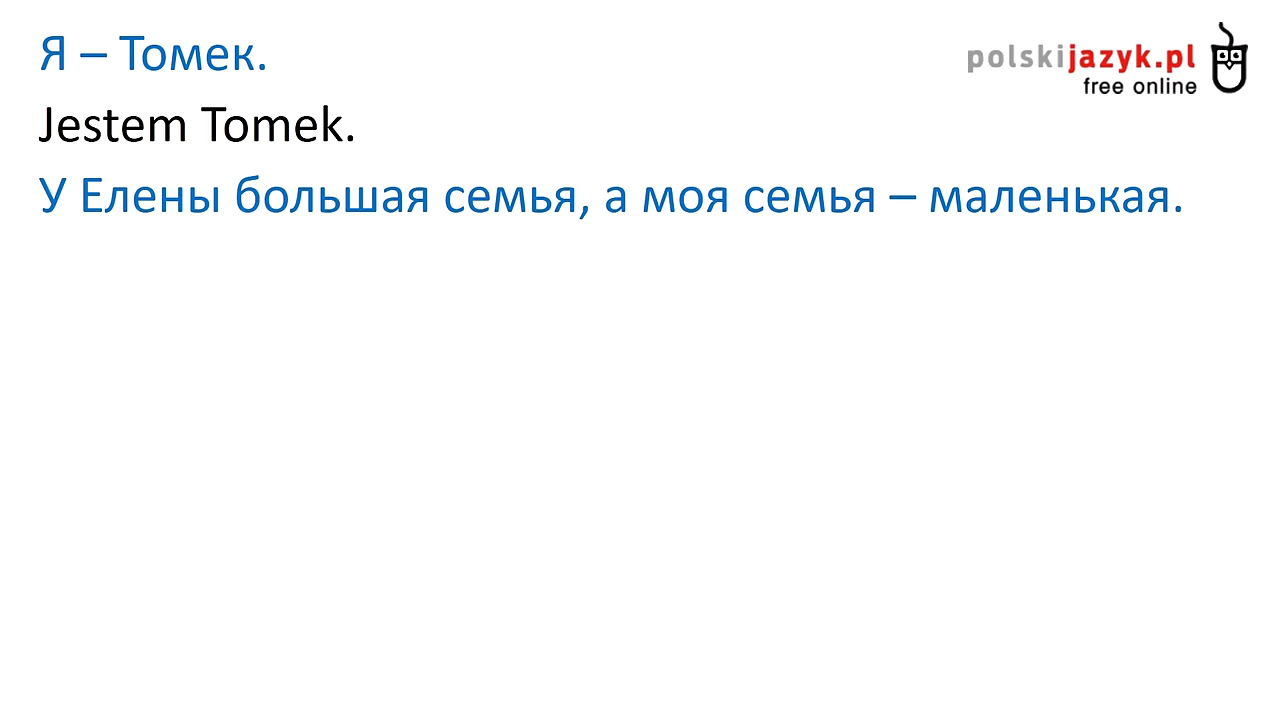 Я – Томек.
polskijazyk.pl
free online
Jestem Tomek.
У Елены большая семья, а моя семья – маленькая.